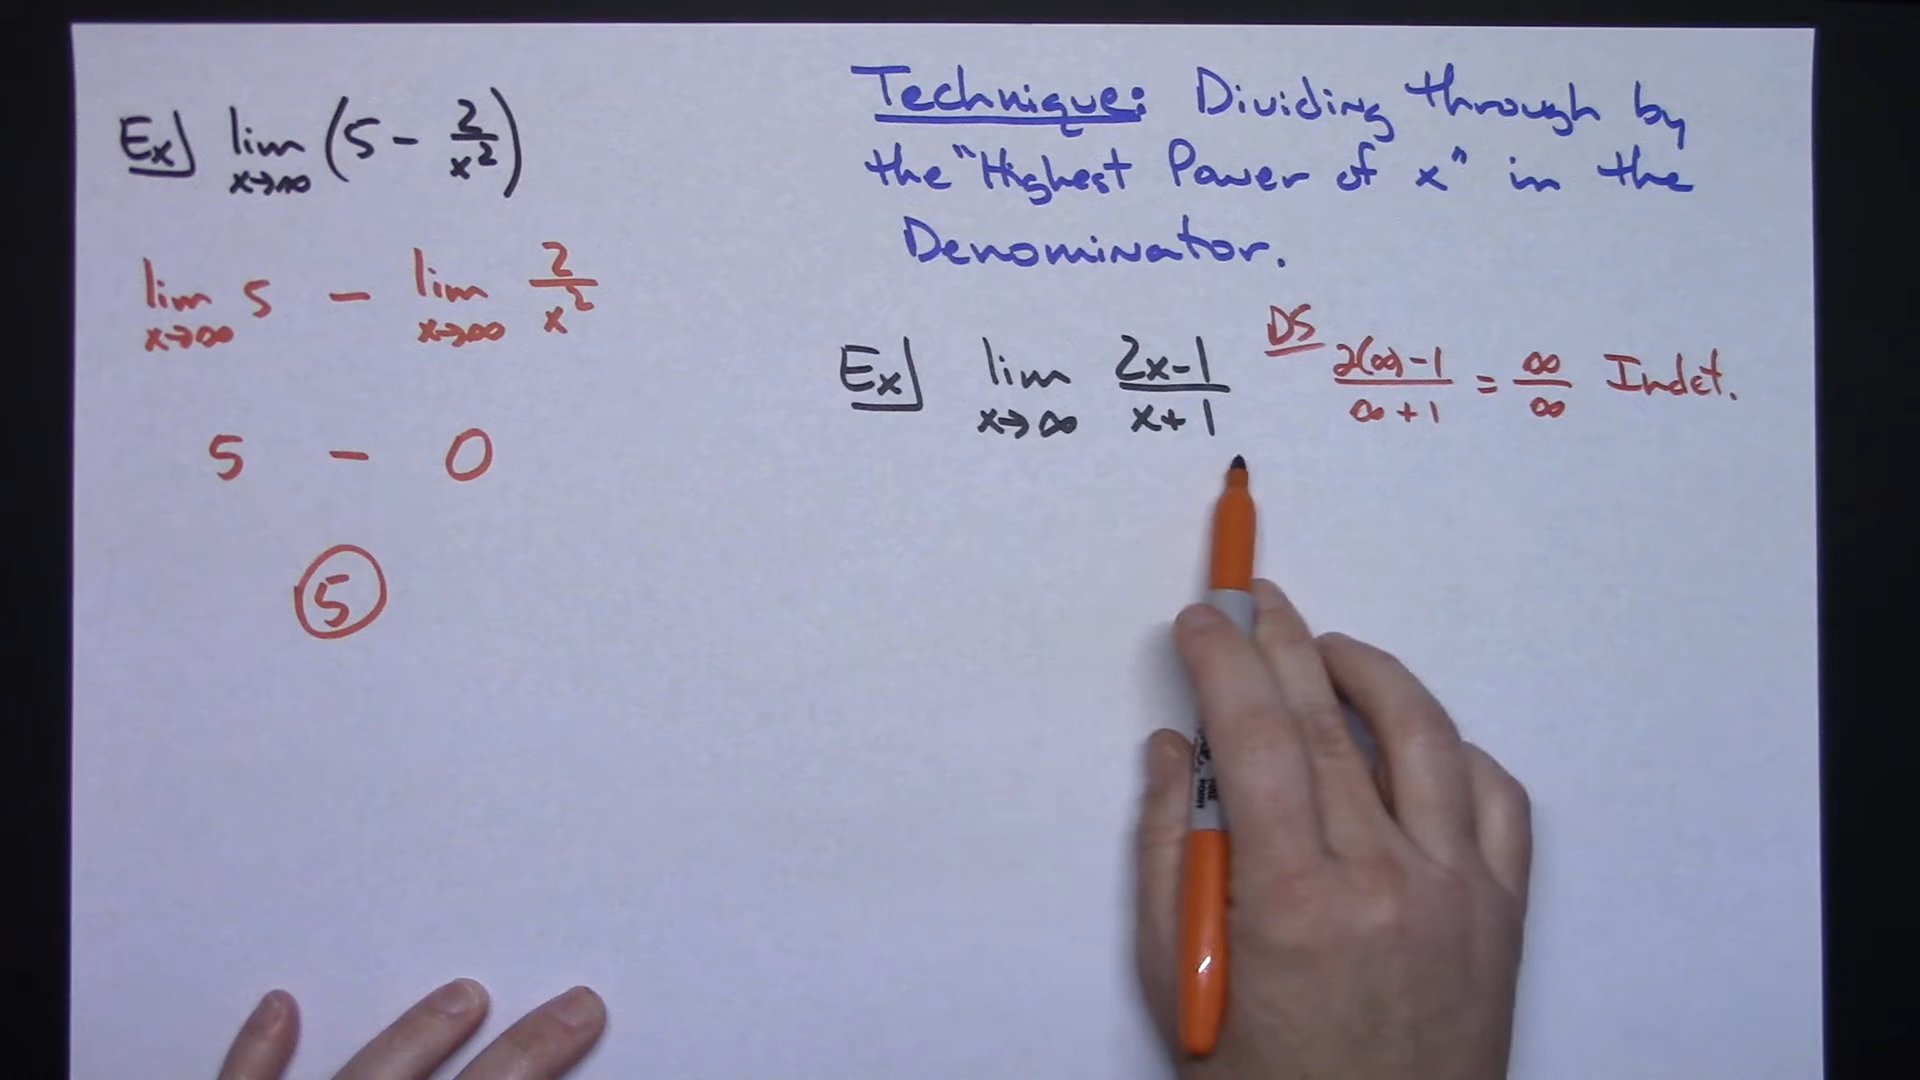 Ex] lim x→∞ (5 - 2/x²)
lim x→∞ 5 - lim x→∞ 2/x²
5 - 0
5
Technique: Dividing through by
the "Highest Power of x" in the
Denominator.
Ex] lim x→∞ (2x-1)/(x+1) DS (2(∞)-1)/(∞+1) = ∞/∞ Indet.